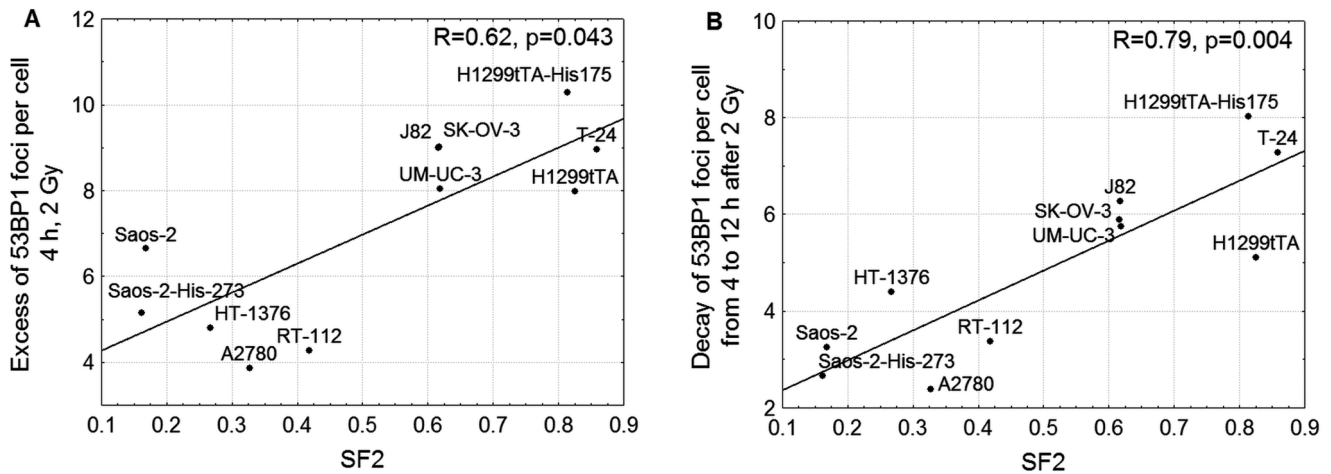 A
Excess of 53BP1 foci per cell
4 h, 2 Gy
12
10
8
6
4
R=0.62, p=0.043
H1299tTA-His175
J82 SK-OV-3
T-24
UM-UC-3
H1299tTA
Saos-2
Saos-2-His-273
HT-1376
RT-112
A2780
0.1 0.2 0.3 0.4 0.5 0.6 0.7 0.8 0.9
SF2
B
Decay of 53BP1 foci per cell
from 4 to 12 h after 2 Gy
10
8
6
4
2
R=0.79, p=0.004
H1299tTA-His175
T-24
J82
SK-OV-3
UM-UC-3
H1299tTA
HT-1376
RT-112
Saos-2
Saos-2-His-273
A2780
0.1 0.2 0.3 0.4 0.5 0.6 0.7 0.8 0.9
SF2